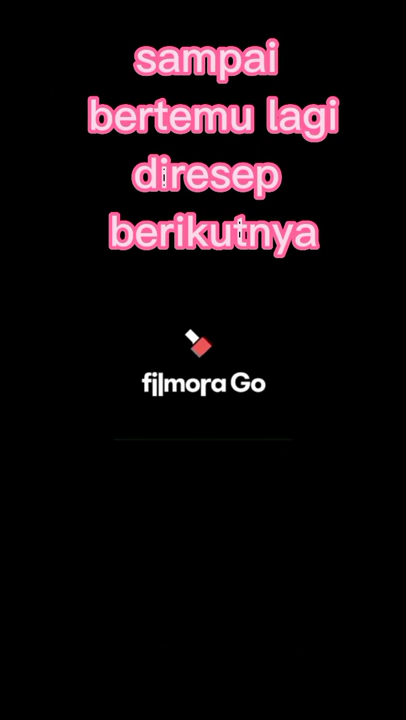 sampai
bertemu lagi
diresep
berikutnya
filmora Go